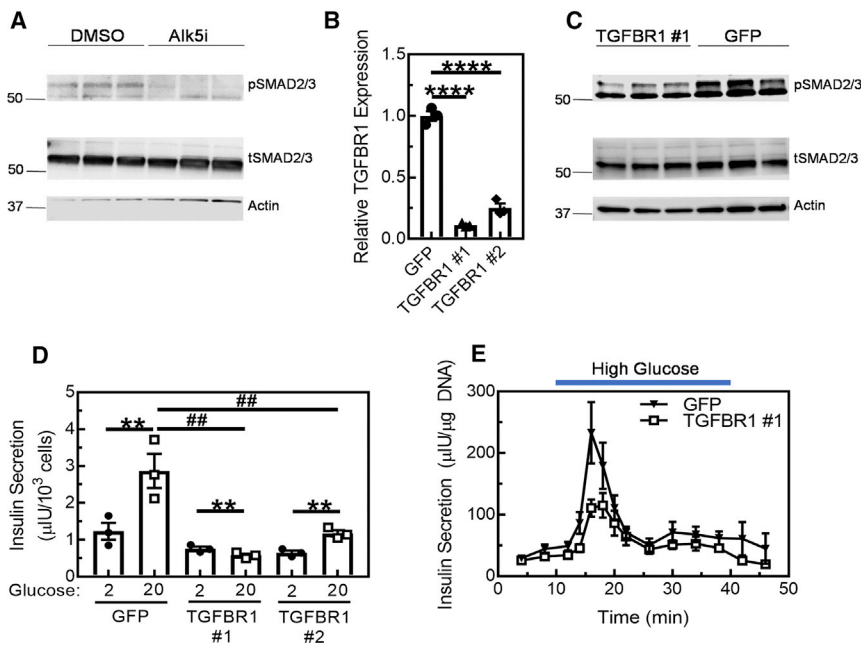 A
DMSO Alk5i
pSMAD2/3
50
tSMAD2/3
50
Actin
37
B
Relative TGFBR1 Expression
1.5
1.0
0.5
0.0
****
****
GFP
TGFBR1 #1
TGFBR1 #2
C
TGFBR1 #1 GFP
pSMAD2/3
50
tSMAD2/3
50
Actin
37
D
Insulin Secretion
(µIU/10³ cells)
5
4
3
2
1
0
##
** ##
** **
Glucose: 2 20 2 20 2 20
GFP TGFBR1 TGFBR1
#1 #2
E
High Glucose
Insulin Secretion (µIU/µg DNA)
300
200
100
0
GFP
TGFBR1 #1
0 10 20 30 40 50
Time (min)